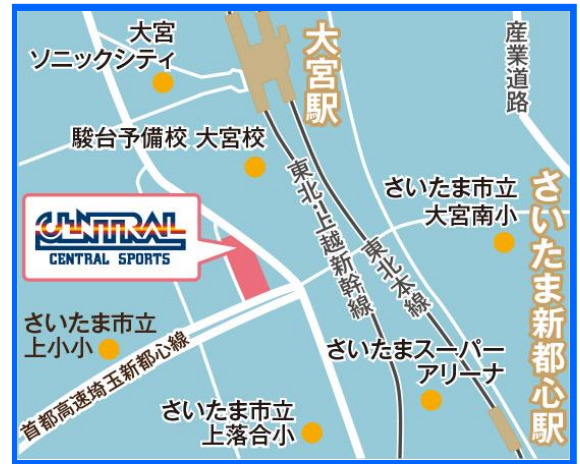 大宮
ソニックシティ
大宮駅
産業道路
駿台予備校 大宮校
東北・上越新幹線
東北本線
さいたま市立
大宮南小
さいたま新都心駅
CENTRAL
CENTRAL SPORTS
さいたま市立
上小小
首都高速埼玉新都心線
さいたまスーパー
アリーナ
さいたま市立
上落合小